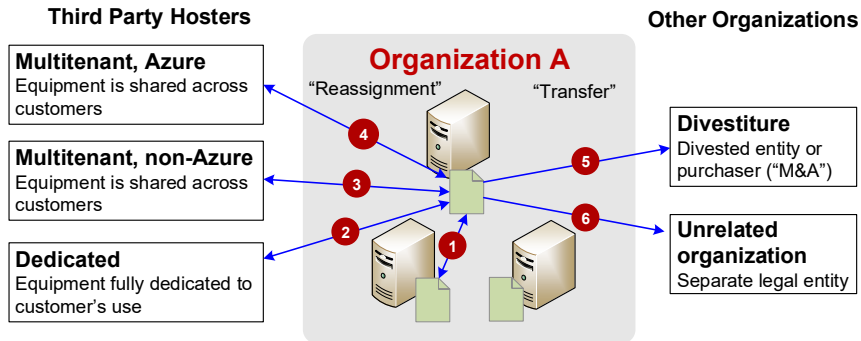 Third Party Hosters
Other Organizations
Multitenant, Azure
Equipment is shared across
customers
Multitenant, non-Azure
Equipment is shared across
customers
Dedicated
Equipment fully dedicated to
customer’s use
Organization A
“Reassignment”
“Transfer”
4
3
2
1
5
6
Divestiture
Divested entity or
purchaser (“M&A”)
Unrelated
organization
Separate legal entity